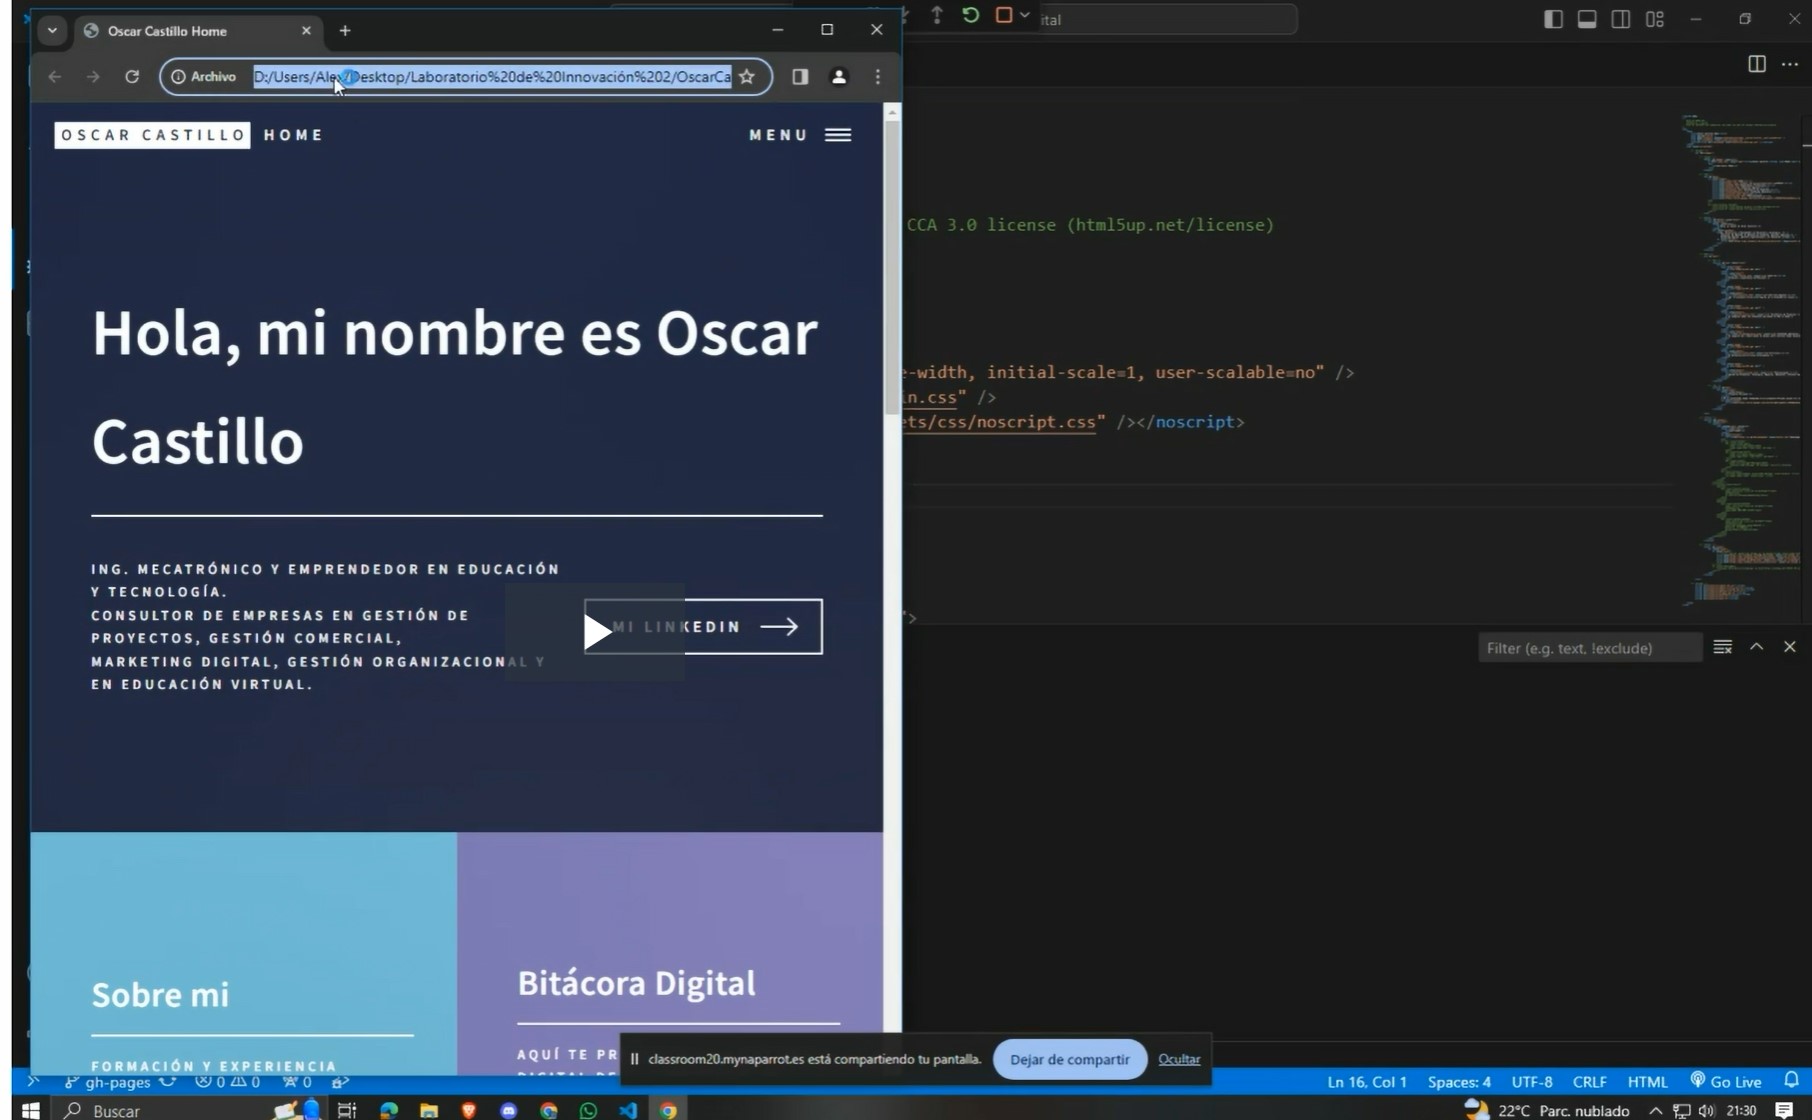 Oscar Castillo Home
ital
Archivo
D:/Users/Alex/Desktop/Laboratorio%20de%20Innovación%202/OscarCa
OSCAR CASTILLO HOME
MENU
CCA 3.0 license (html5up.net/license)
Hola, mi nombre es Oscar
Castillo
e-width, initial-scale=1, user-scalable=no" />
in.css" />
ets/css/noscript.css" /></noscript>
ING. MECATRÓNICO Y EMPRENDEDOR EN EDUCACIÓN
Y TECNOLOGÍA.
CONSULTOR DE EMPRESAS EN GESTIÓN DE
PROYECTOS, GESTIÓN COMERCIAL,
MARKETING DIGITAL, GESTIÓN ORGANIZACIONAL Y
EN EDUCACIÓN VIRTUAL.
MI LINKEDIN
">
Filter (e.g. text, !exclude)
Sobre mi
FORMACIÓN Y EXPERIENCIA
Bitácora Digital
AQUÍ TE PR
classroom20.mynaparrot.es está compartiendo tu pantalla.
Dejar de compartir
Ocultar
gh-pages
0
0
0
Ln 16, Col 1
Spaces: 4
UTF-8
CRLF
HTML
Go Live
Buscar
22°C Parc. nublado
21:30